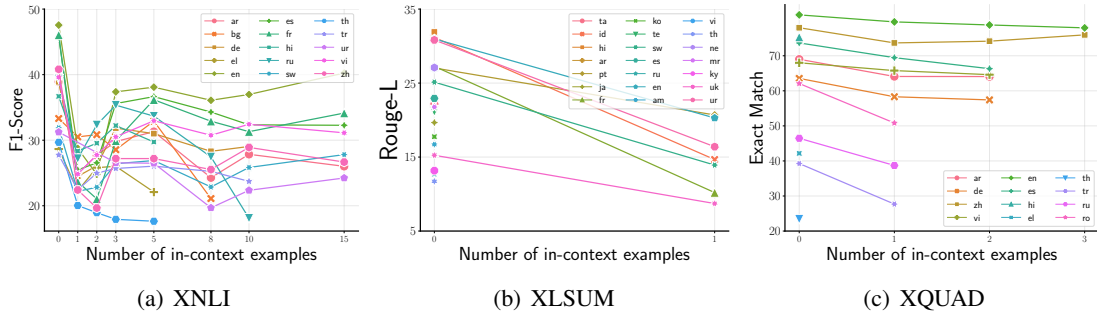 50
40
30
20
F1-Score
0
1
2
3
5
8
10
15
Number of in-context examples
ar
bg
de
el
en
es
fr
hi
ru
sw
th
tr
ur
vi
zh
(a) XNLI
35
25
15
5
Rouge-L
0
1
Number of in-context examples
ta
id
hi
ar
pt
ja
fr
ko
te
sw
es
ru
en
am
vi
th
ne
mr
ky
uk
ur
(b) XLSUM
80
70
60
50
40
30
20
Exact Match
0
1
2
3
Number of in-context examples
ar
de
zh
vi
en
es
hi
el
th
tr
ru
ro
(c) XQUAD